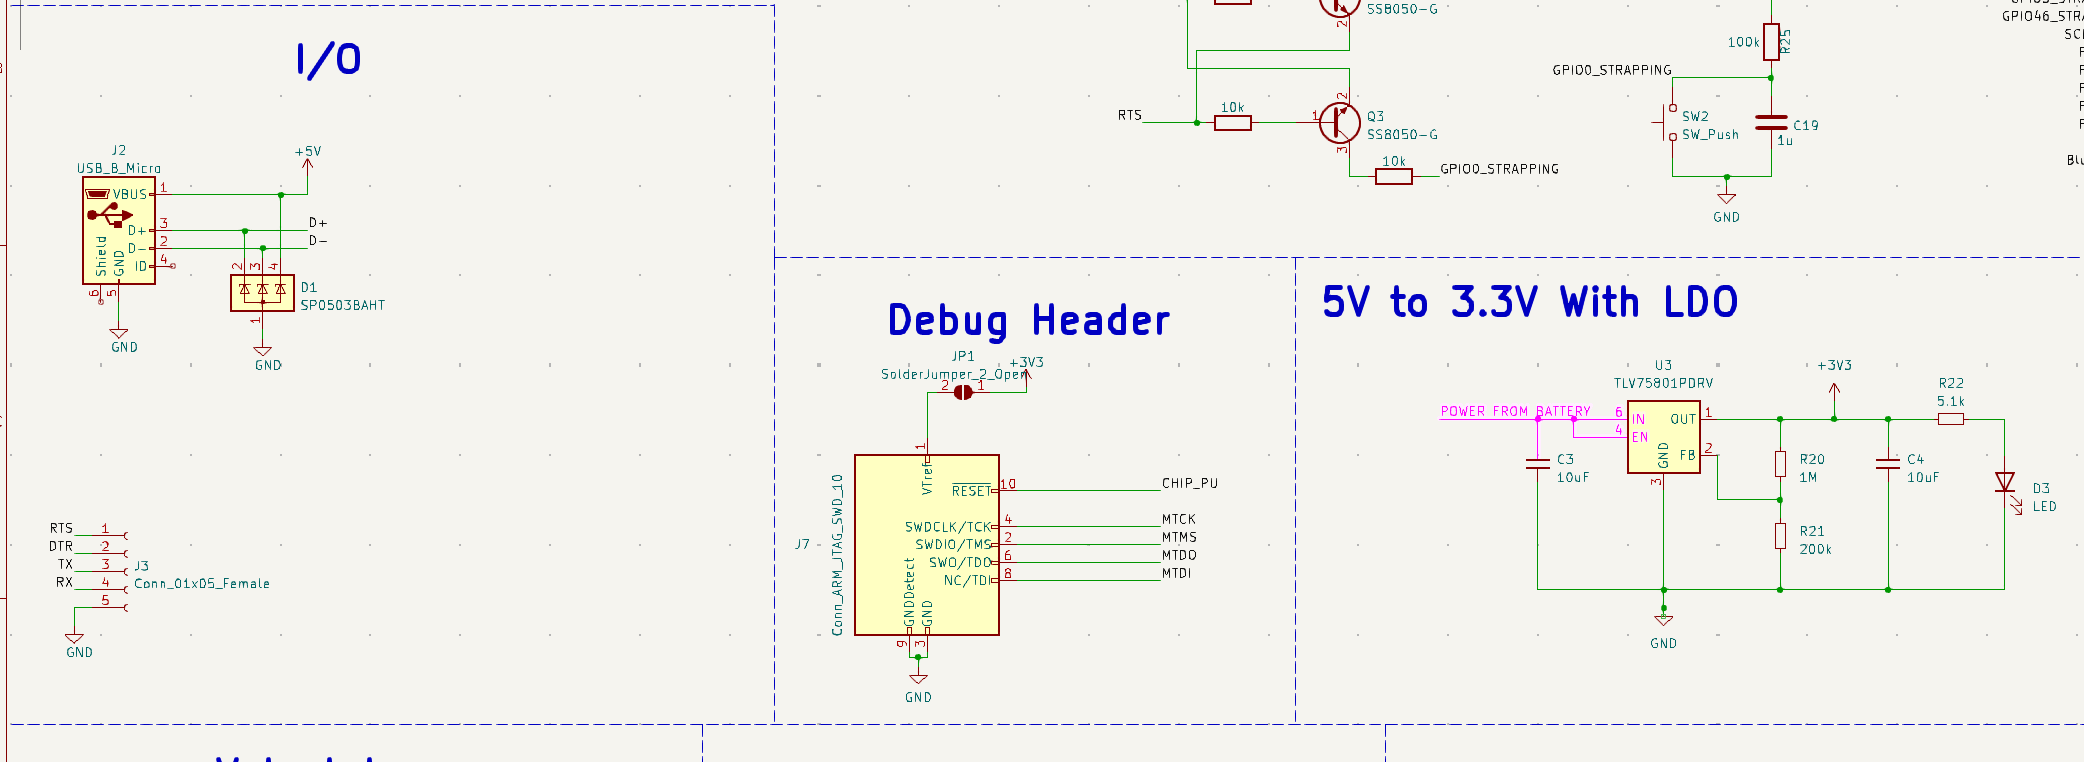 I/O
J2
USB_B_Micro
+5V
VBUS
1
D+
3
D+
D-
2
D-
ID
4
Shield
GND
6
5
GND
2
3
4
D1
SP0503BAHT
1
GND
RTS
1
DTR
2
TX
3
RX
4
5
J3
Conn_01x05_Female
GND
SS8050-G
2
RTS
10k
1
2
Q3
SS8050-G
3
10k
GPIO0_STRAPPING
GPIO46_STRA
100k
R25
GPIO0_STRAPPING
SW2
SW_Push
C19
1u
GND
Debug Header
JP1
+3V3
SolderJumper_2_Open
2
1
1
VTref
RESET
10
CHIP_PU
SWDCLK/TCK
4
MTCK
SWDIO/TMS
2
MTMS
SWO/TDO
6
MTDO
NC/TDI
8
MTDI
J7
Conn_ARM_JTAG_SWD_10
GNDDetect
GND
9
3
GND
5V to 3.3V With LDO
U3
TLV75801PDRV
POWER FROM BATTERY
6
IN
4
EN
OUT
1
FB
2
GND
3
+3V3
R22
5.1k
C3
10uF
R20
1M
C4
10uF
R21
200k
D3
LED
GND